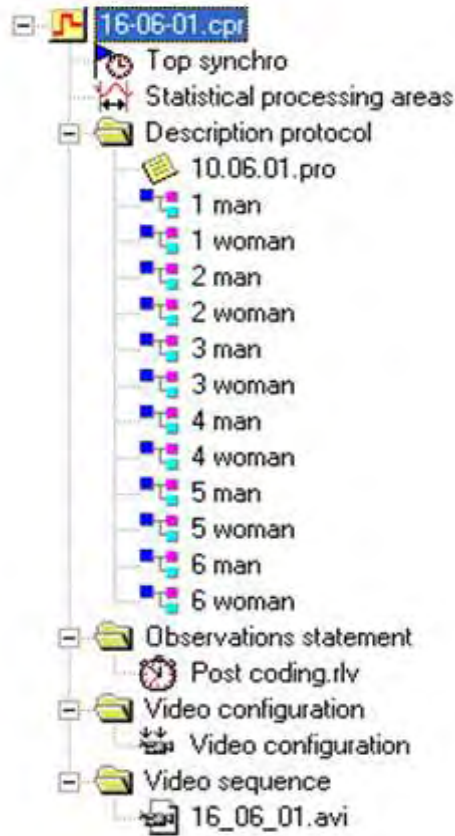 16-06-01.cpr
Top synchro
Statistical processing areas
Description protocol
10.06.01.pro
1 man
1 woman
2 man
2 woman
3 man
3 woman
4 man
4 woman
5 man
5 woman
6 man
6 woman
Observations statement
Post coding.rlv
Video configuration
Video configuration
Video sequence
16_06_01.avi